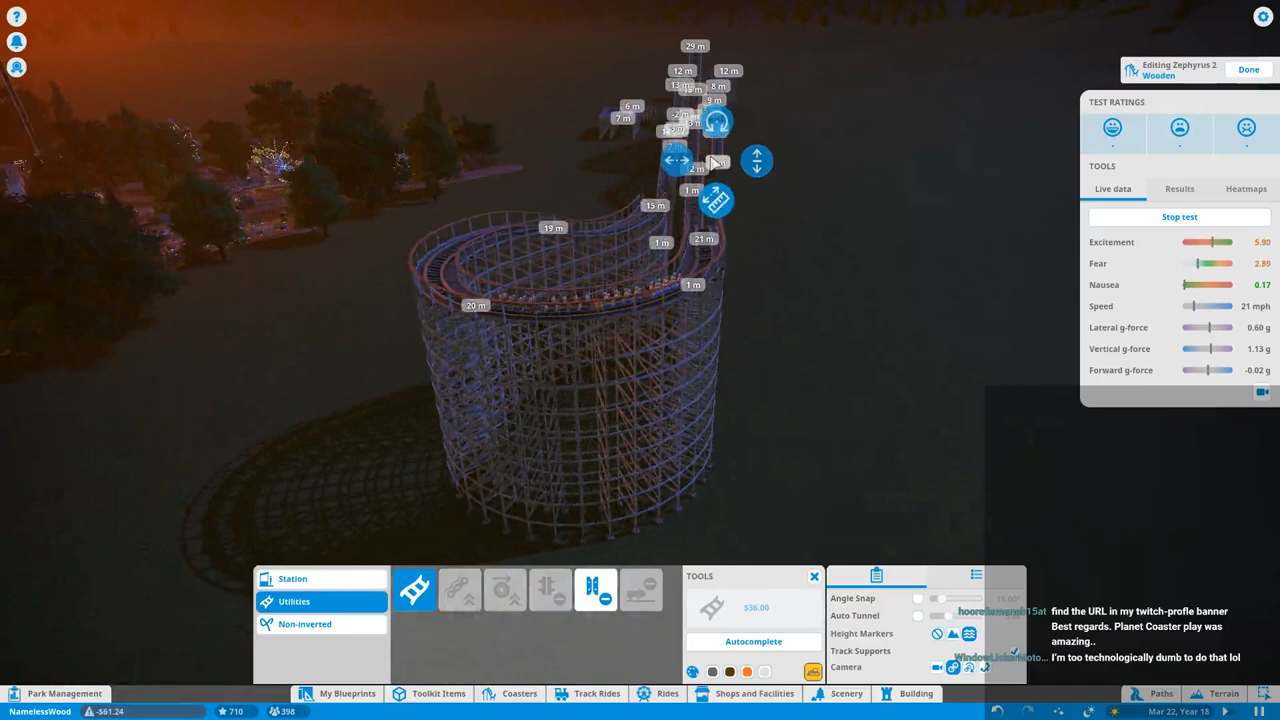 ?
29 m
12 m
12 m
13 m
8 m
9 m
6 m
7 m
-2 m
2 m
1 m
15 m
19 m
1 m
21 m
1 m
20 m
Editing Zephyrus 2
Wooden
Done
TEST RATINGS
-
-
-
TOOLS
Live data
Results
Heatmaps
Stop test
Excitement
5.90
Fear
2.89
Nausea
0.17
Speed
21 mph
Lateral g-force
0.60 g
Vertical g-force
1.13 g
Forward g-force
-0.02 g
Station
Utilities
Non-inverted
TOOLS
$36.00
Autocomplete
Angle Snap
Auto Tunnel
Height Markers
Track Supports
Camera
find the URL in my twitch-profle banner
Best regards. Planet Coaster play was
amazing..
I'm too technologically dumb to do that lol
Park Management
My Blueprints
Toolkit Items
Coasters
Track Rides
Rides
Shops and Facilities
Scenery
Building
Paths
Terrain
NamelessWood
-$61.24
710
398
Mar 22, Year 18